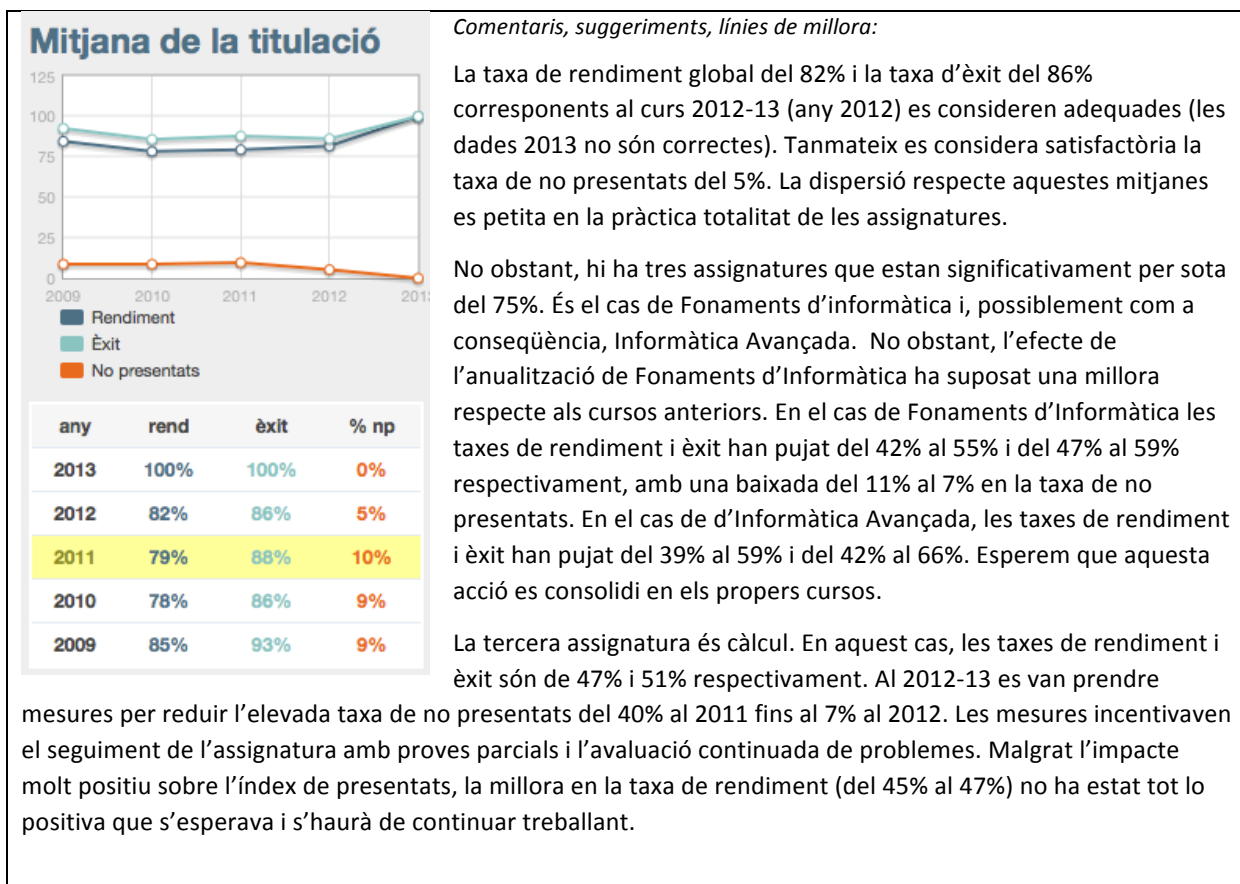 Mitjana de la titulació
125
100
75
50
25
0
2009 2010 2011 2012 201
Rendiment
Èxit
No presentats
any rend èxit % np
2013 100% 100% 0%
2012 82% 86% 5%
2011 79% 88% 10%
2010 78% 86% 9%
2009 85% 93% 9%
Comentaris, suggeriments, línies de millora:
La taxa de rendiment global del 82% i la taxa d’èxit del 86%
corresponents al curs 2012-13 (any 2012) es consideren adequades (les
dades 2013 no són correctes). Tanmateix es considera satisfactòria la
taxa de no presentats del 5%. La dispersió respecte aquestes mitjanes
es petita en la pràctica totalitat de les assignatures.
No obstant, hi ha tres assignatures que estan significativament per sota
del 75%. És el cas de Fonaments d’informàtica i, possiblement com a
conseqüència, Informàtica Avançada. No obstant, l’efecte de
l’anualització de Fonaments d’Informàtica ha suposat una millora
respecte als cursos anteriors. En el cas de Fonaments d’Informàtica les
taxes de rendiment i èxit han pujat del 42% al 55% i del 47% al 59%
respectivament, amb una baixada del 11% al 7% en la taxa de no
presentats. En el cas de d’Informàtica Avançada, les taxes de rendiment
i èxit han pujat del 39% al 59% i del 42% al 66%. Esperem que aquesta
acció es consolidi en els propers cursos.
La tercera assignatura és càlcul. En aquest cas, les taxes de rendiment i
èxit són de 47% i 51% respectivament. Al 2012-13 es van prendre
mesures per reduir l’elevada taxa de no presentats del 40% al 2011 fins al 7% al 2012. Les mesures incentivaven
el seguiment de l’assignatura amb proves parcials i l’avaluació continuada de problemes. Malgrat l’impacte
molt positiu sobre l’índex de presentats, la millora en la taxa de rendiment (del 45% al 47%) no ha estat tot lo
positiva que s’esperava i s’haurà de continuar treballant.